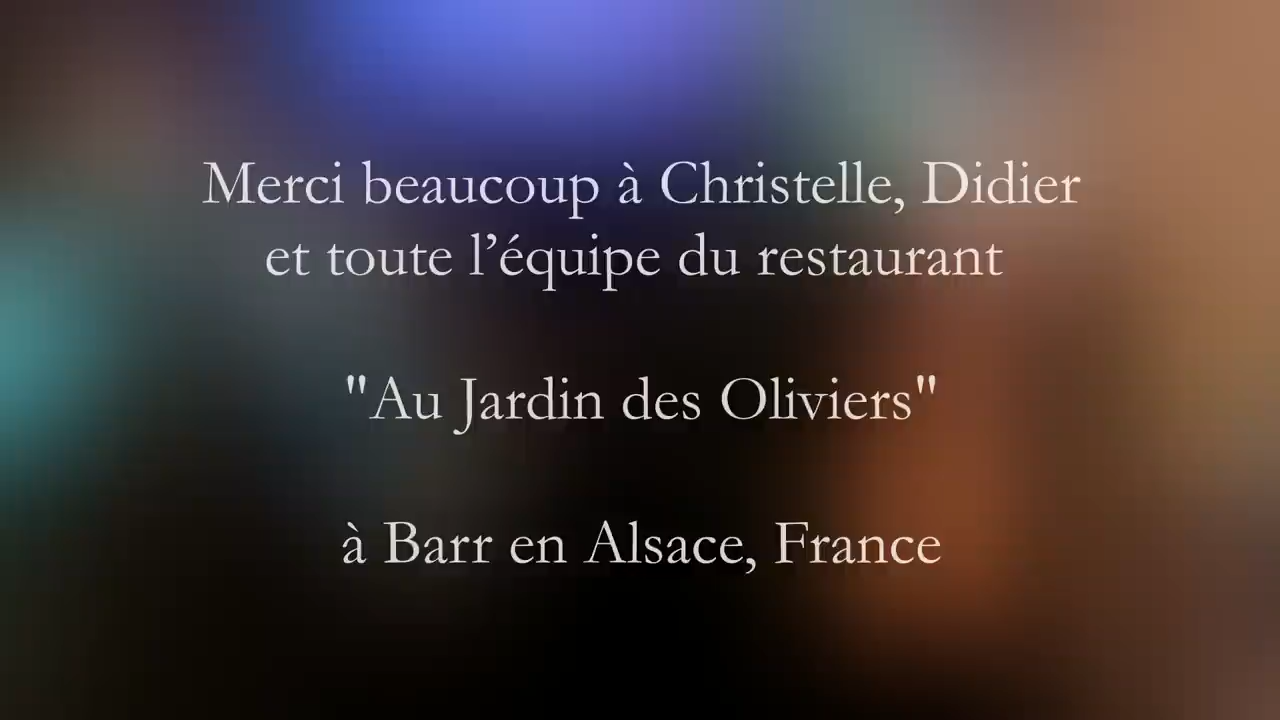 Merci beaucoup à Christelle, Didier
et toute l’équipe du restaurant
"Au Jardin des Oliviers"
à Barr en Alsace, France